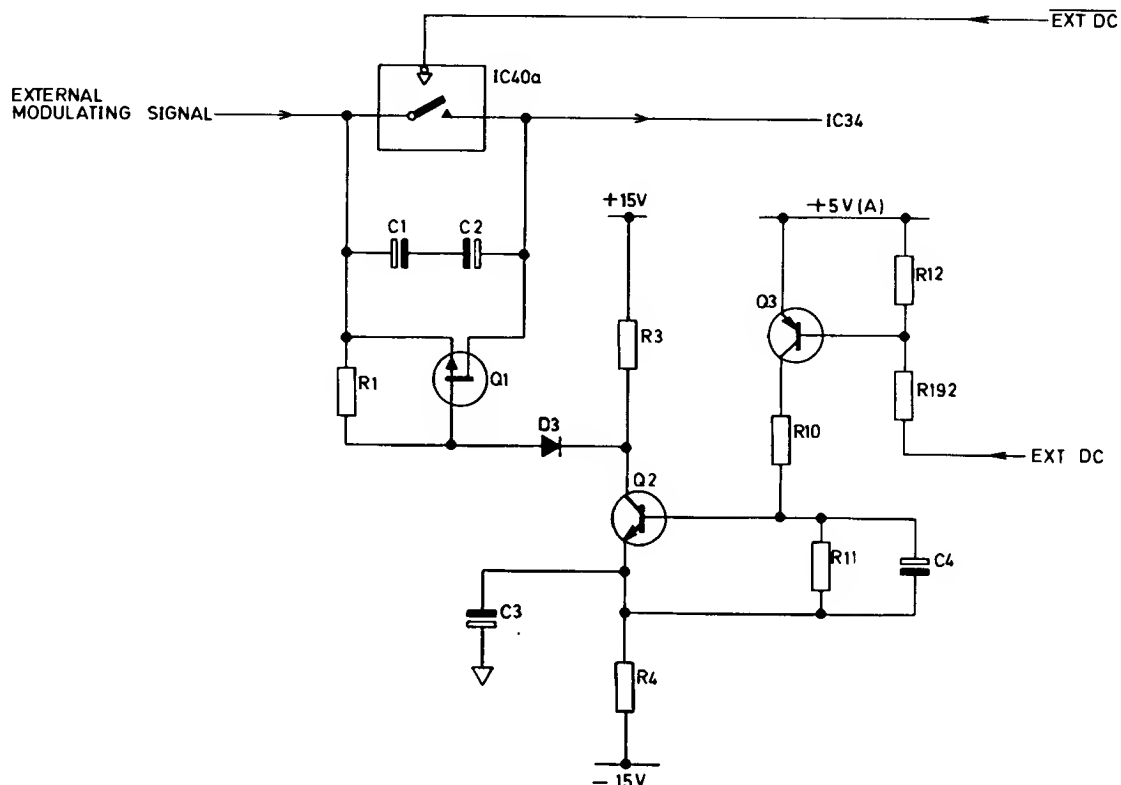 EXT DC
IC40a
EXTERNAL
MODULATING SIGNAL
IC34
+15V
+5V(A)
C1
C2
R12
Q3
R3
R1
Q1
R192
D3
R10
EXT DC
Q2
R11
C4
C3
R4
- 15V